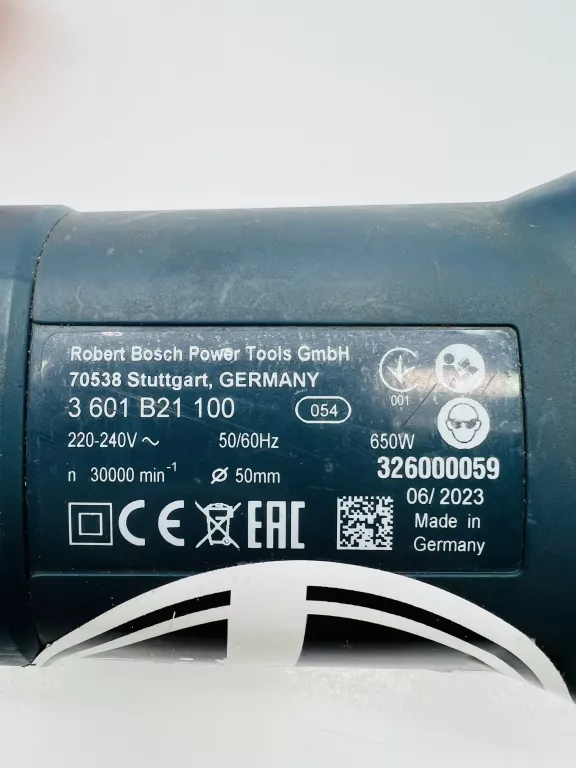 Robert Bosch Power Tools GmbH
70538 Stuttgart, GERMANY
3 601 B21 100
054
001
220-240V ~ 50/60Hz 650W
326000059
n 30000 min-1 Ø 50mm
06/ 2023
CE EAC
Made in
Germany